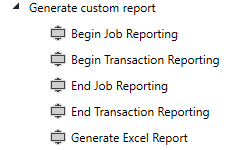 Generate custom report
Begin Job Reporting
Begin Transaction Reporting
End Job Reporting
End Transaction Reporting
Generate Excel Report